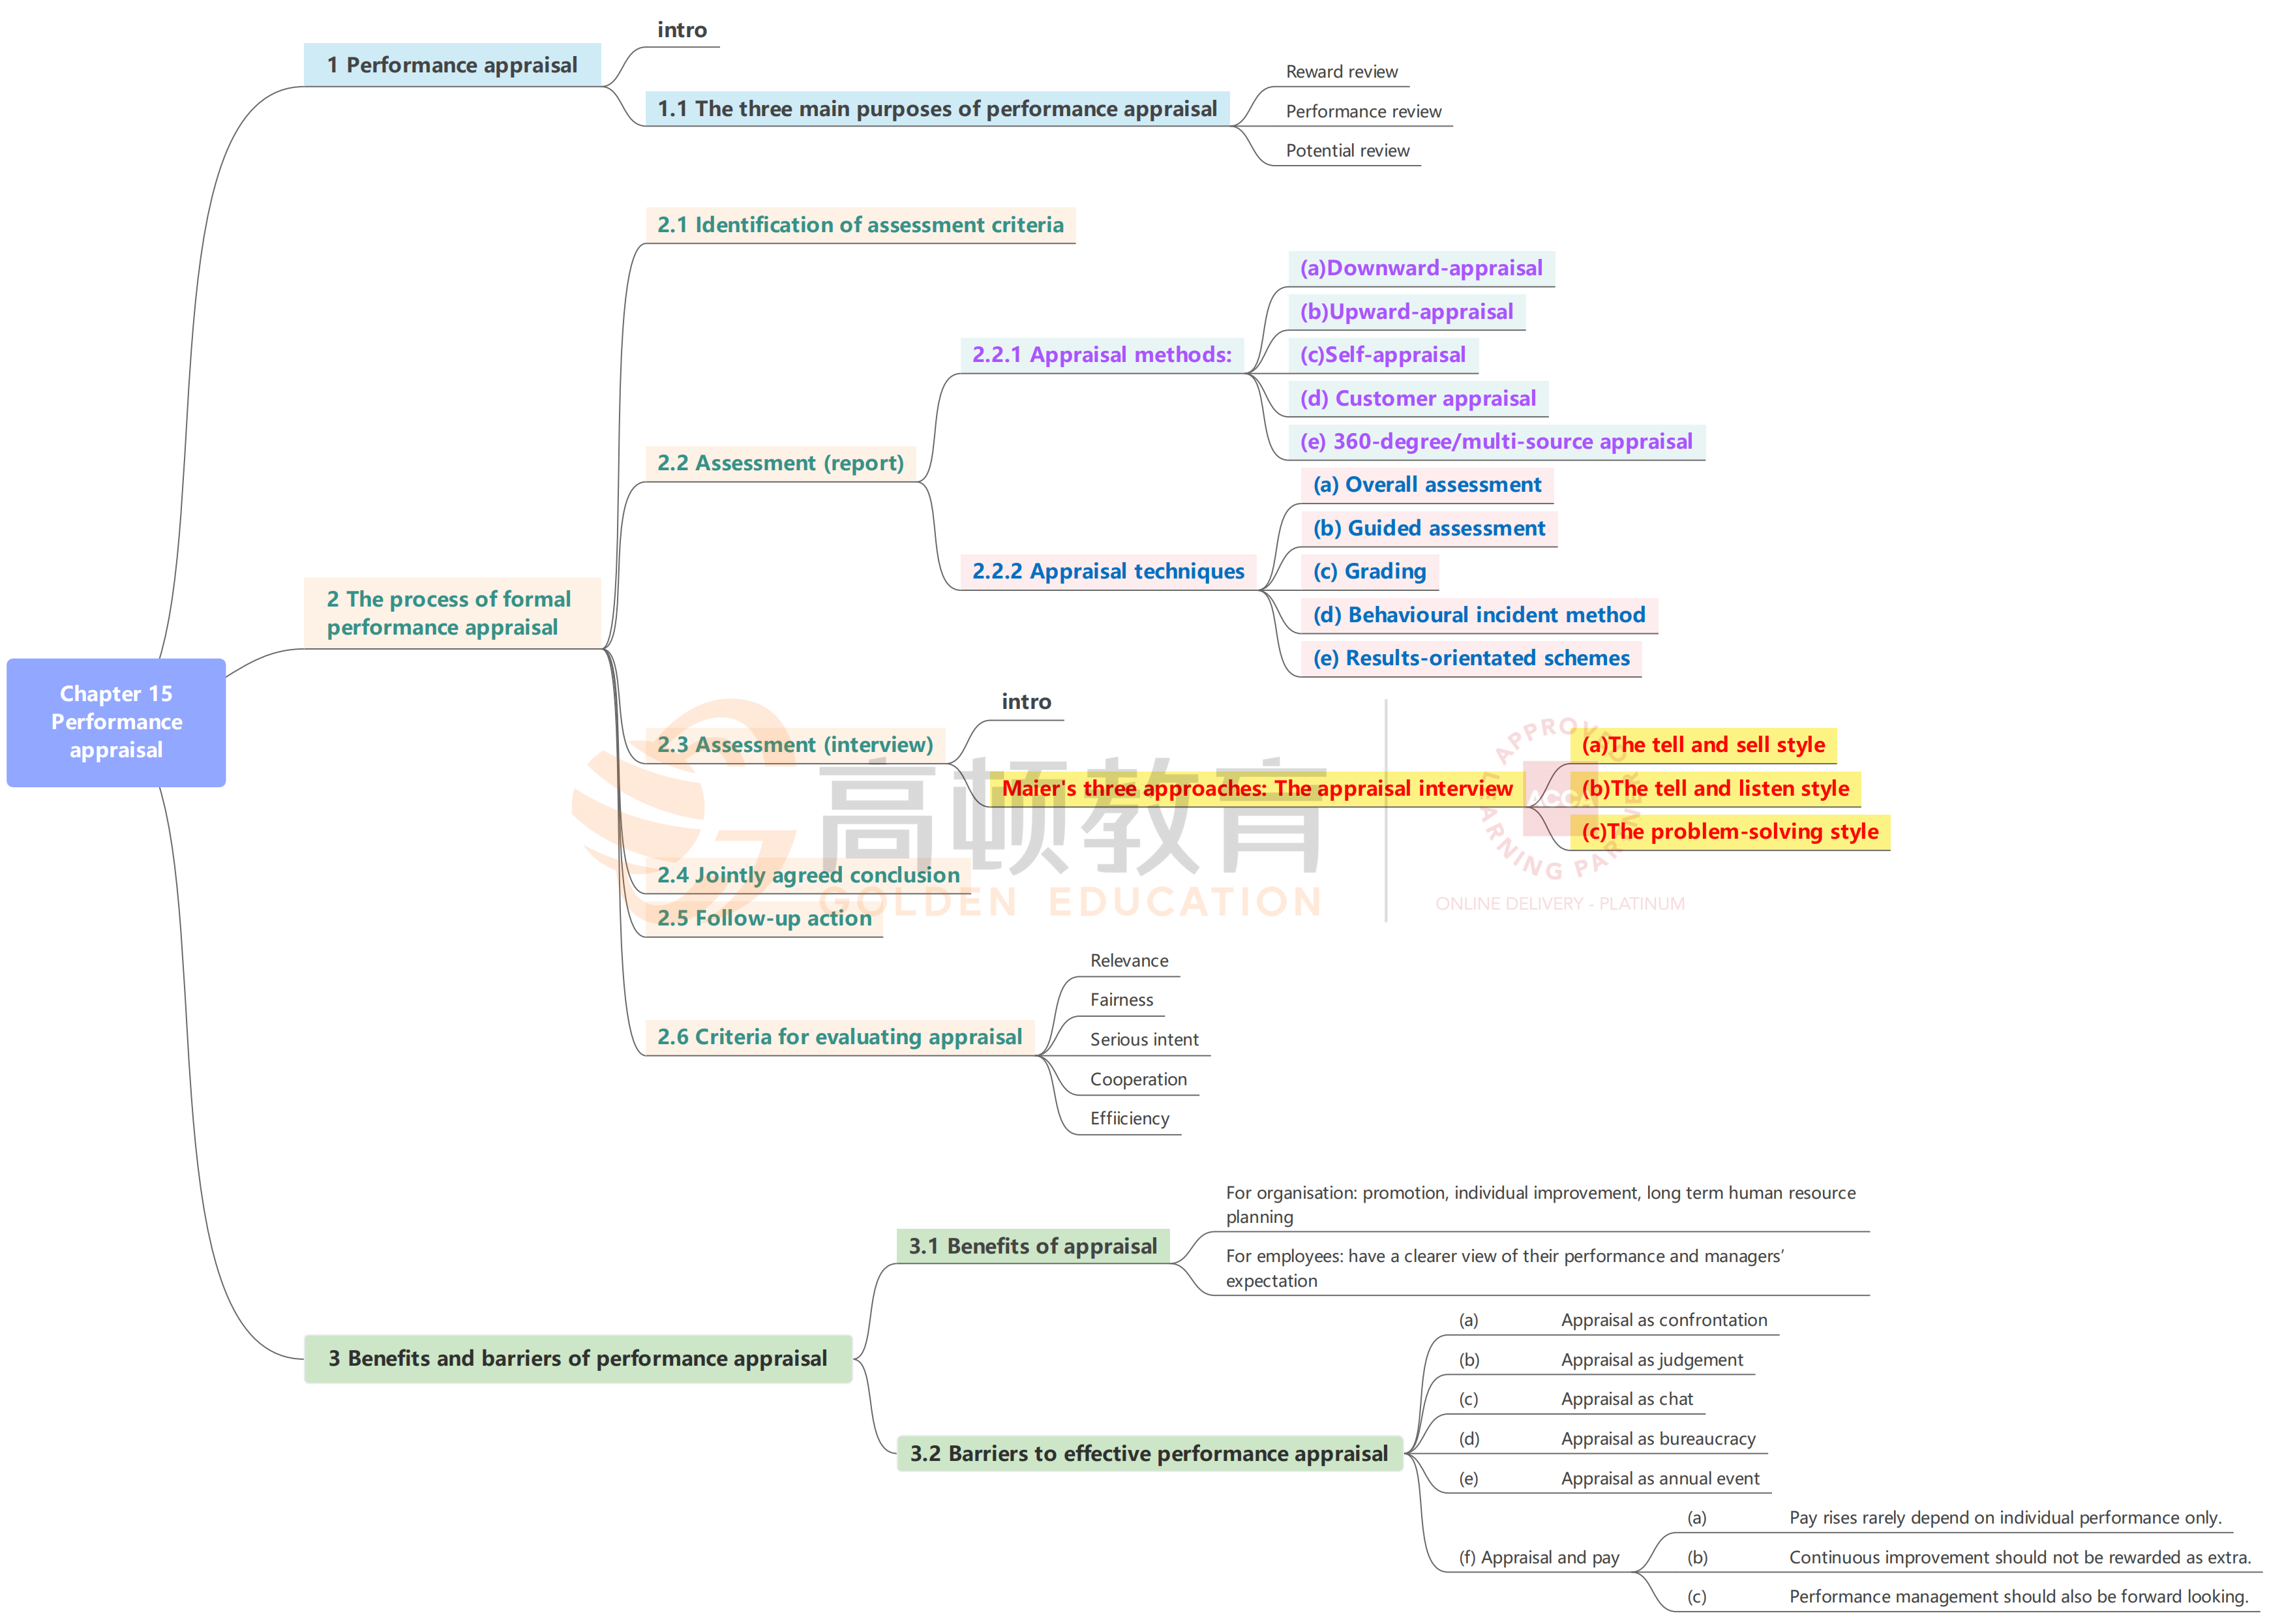 Chapter 15
Performance
appraisal
1 Performance appraisal
intro
1.1 The three main purposes of performance appraisal
Reward review
Performance review
Potential review
2 The process of formal
performance appraisal
2.1 Identification of assessment criteria
2.2 Assessment (report)
2.2.1 Appraisal methods:
(a)Downward-appraisal
(b)Upward-appraisal
(c)Self-appraisal
(d) Customer appraisal
(e) 360-degree/multi-source appraisal
2.2.2 Appraisal techniques
(a) Overall assessment
(b) Guided assessment
(c) Grading
(d) Behavioural incident method
(e) Results-orientated schemes
2.3 Assessment (interview)
intro
Maier's three approaches: The appraisal interview
(a)The tell and sell style
(b)The tell and listen style
(c)The problem-solving style
2.4 Jointly agreed conclusion
2.5 Follow-up action
2.6 Criteria for evaluating appraisal
Relevance
Fairness
Serious intent
Cooperation
Effiiciency
3 Benefits and barriers of performance appraisal
3.1 Benefits of appraisal
For organisation: promotion, individual improvement, long term human resource
planning
For employees: have a clearer view of their performance and managers’
expectation
3.2 Barriers to effective performance appraisal
(a) Appraisal as confrontation
(b) Appraisal as judgement
(c) Appraisal as chat
(d) Appraisal as bureaucracy
(e) Appraisal as annual event
(f) Appraisal and pay
(a) Pay rises rarely depend on individual performance only.
(b) Continuous improvement should not be rewarded as extra.
(c) Performance management should also be forward looking.
高顿教育
GOLDEN EDUCATION
APPROVED LEARNING PARTNER
ACCA
ONLINE DELIVERY - PLATINUM